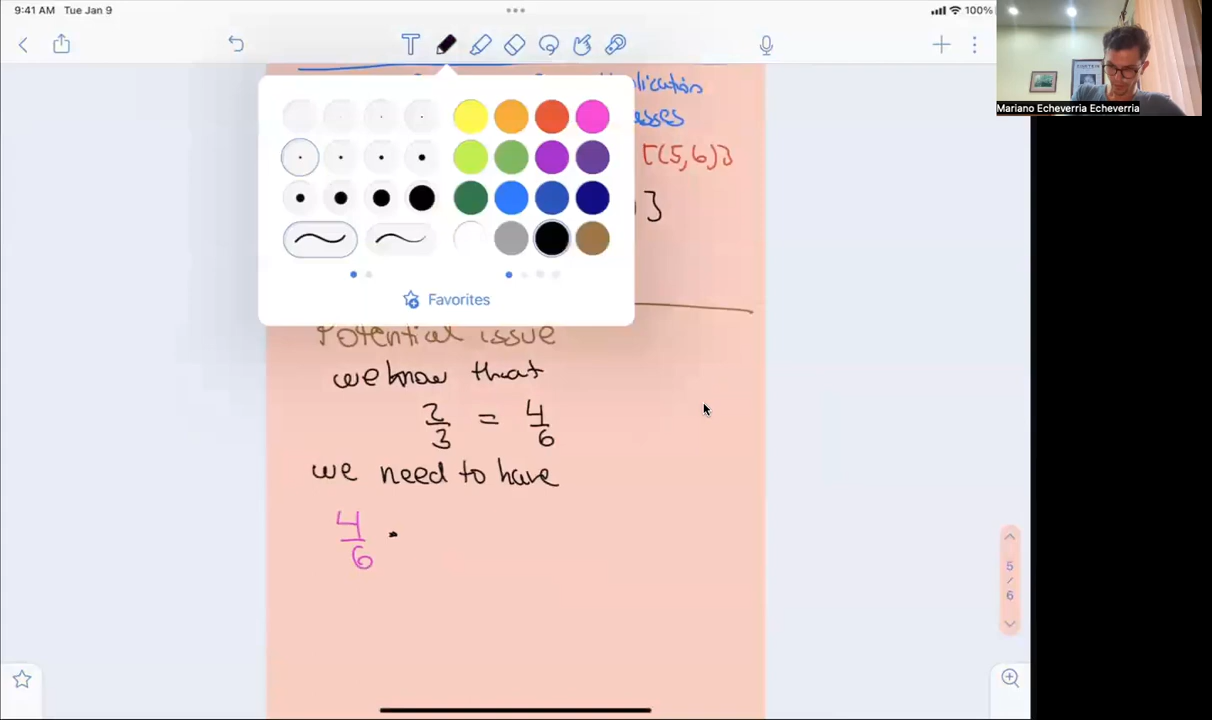 9:41 AM Tue Jan 9
100%
Mariano Echeverria Echeverria
[(5,6)]
]
Favorites
Potential issue
we know that
2/3 = 4/6
we need to have
4/6 ·
5
/
6